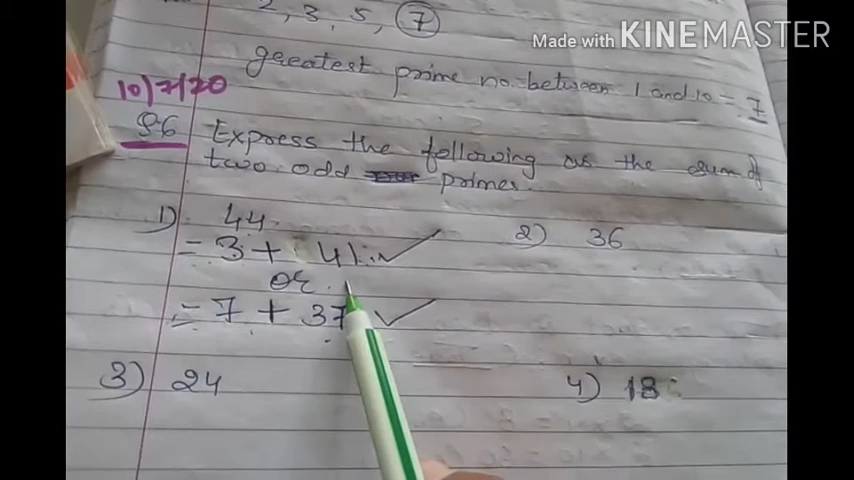 2, 3, 5, 7
Made with KINEMASTER
greatest prime no. between 1 and 10 = 7
10/7/20
Q6 Express the following as the sum of
two odd primes.
1) 44
2) 36
= 3 + 41
or
= 7 + 37
3) 24
4) 18